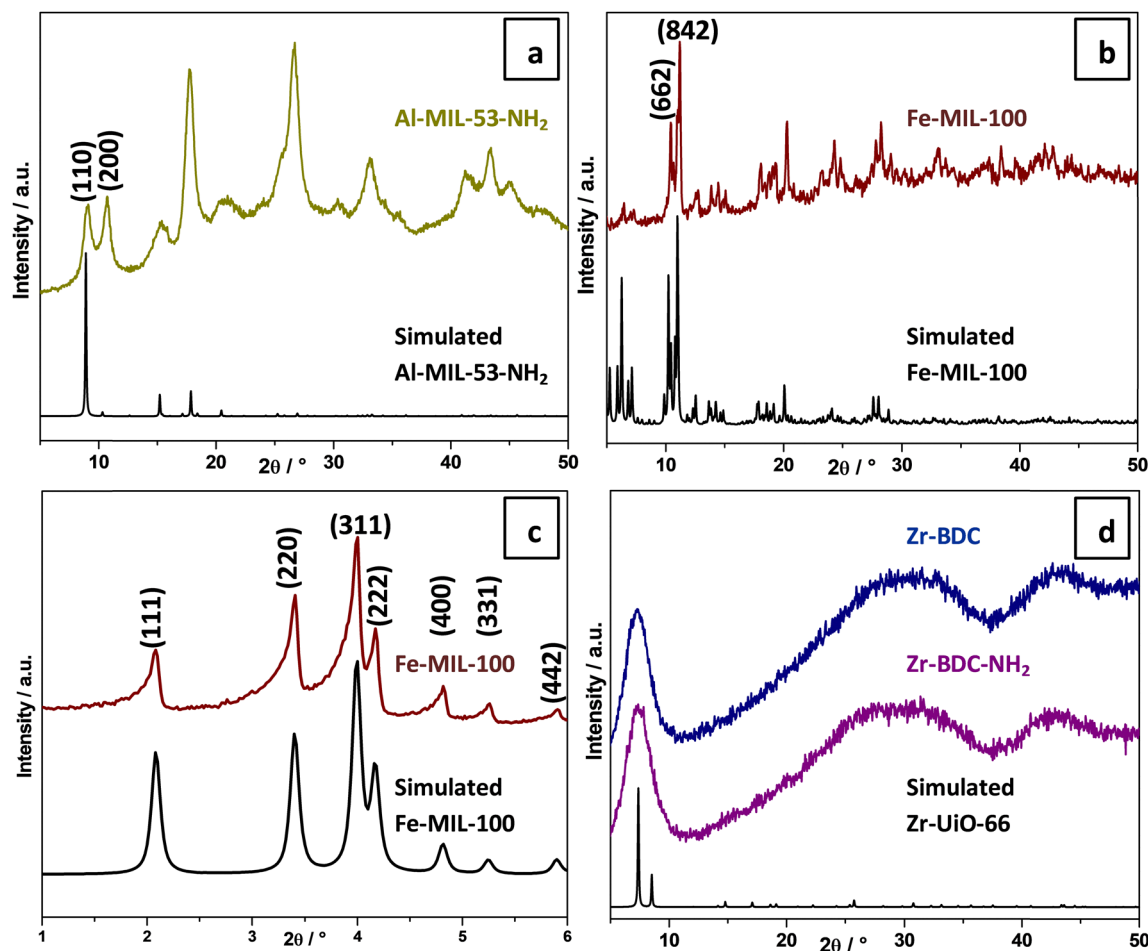 a
(110)
(200)
Al-MIL-53-NH₂
Simulated
Al-MIL-53-NH₂
Intensity / a.u.
10 20 30 40 50
2θ / °
b
(842)
(662)
Fe-MIL-100
Simulated
Fe-MIL-100
Intensity / a.u.
10 20 30 40 50
2θ / °
c
(111)
(220)
(311)
(222)
(400)
(331)
(442)
Fe-MIL-100
Simulated
Fe-MIL-100
Intensity / a.u.
1 2 3 4 5 6
2θ / °
d
Zr-BDC
Zr-BDC-NH₂
Simulated
Zr-UiO-66
Intensity / a.u.
10 20 30 40 50
2θ / °